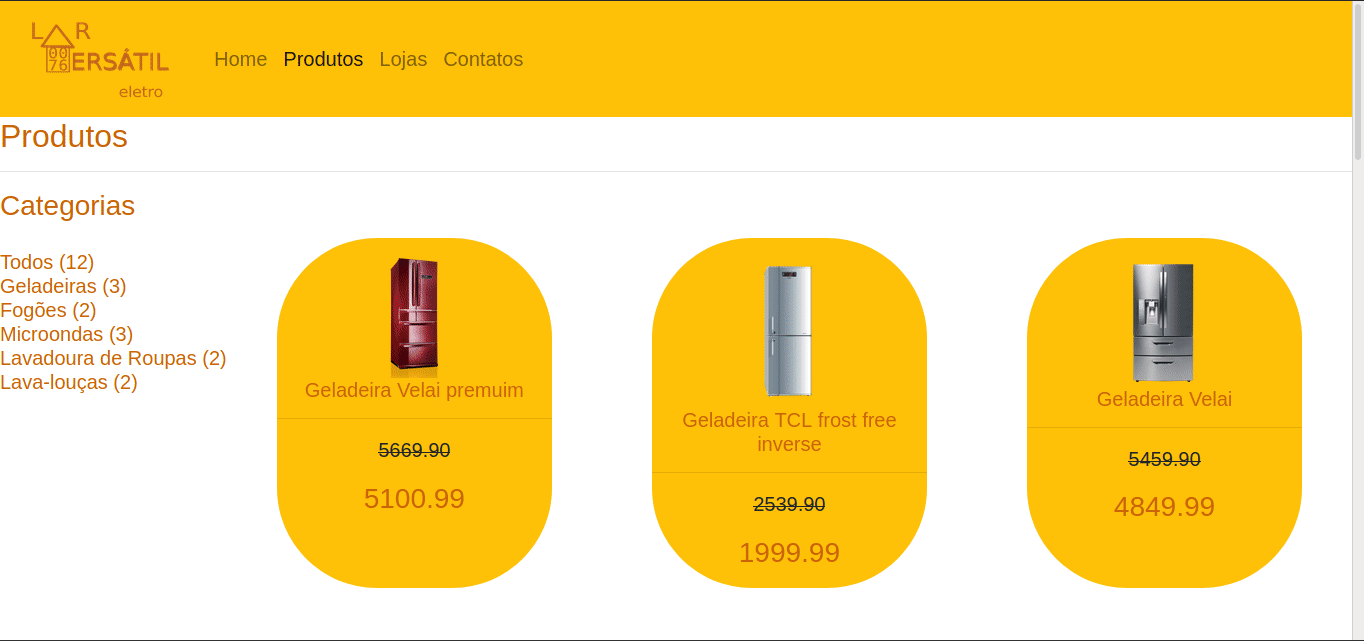 L R
00
76 ERSÁTIL
eletro
Home Produtos Lojas Contatos
Produtos
Categorias
Todos (12)
Geladeiras (3)
Fogões (2)
Microondas (3)
Lavadoura de Roupas (2)
Lava-louças (2)
Geladeira Velai premuim
5669.90
5100.99
Geladeira TCL frost free
inverse
2539.90
1999.99
Geladeira Velai
5459.90
4849.99